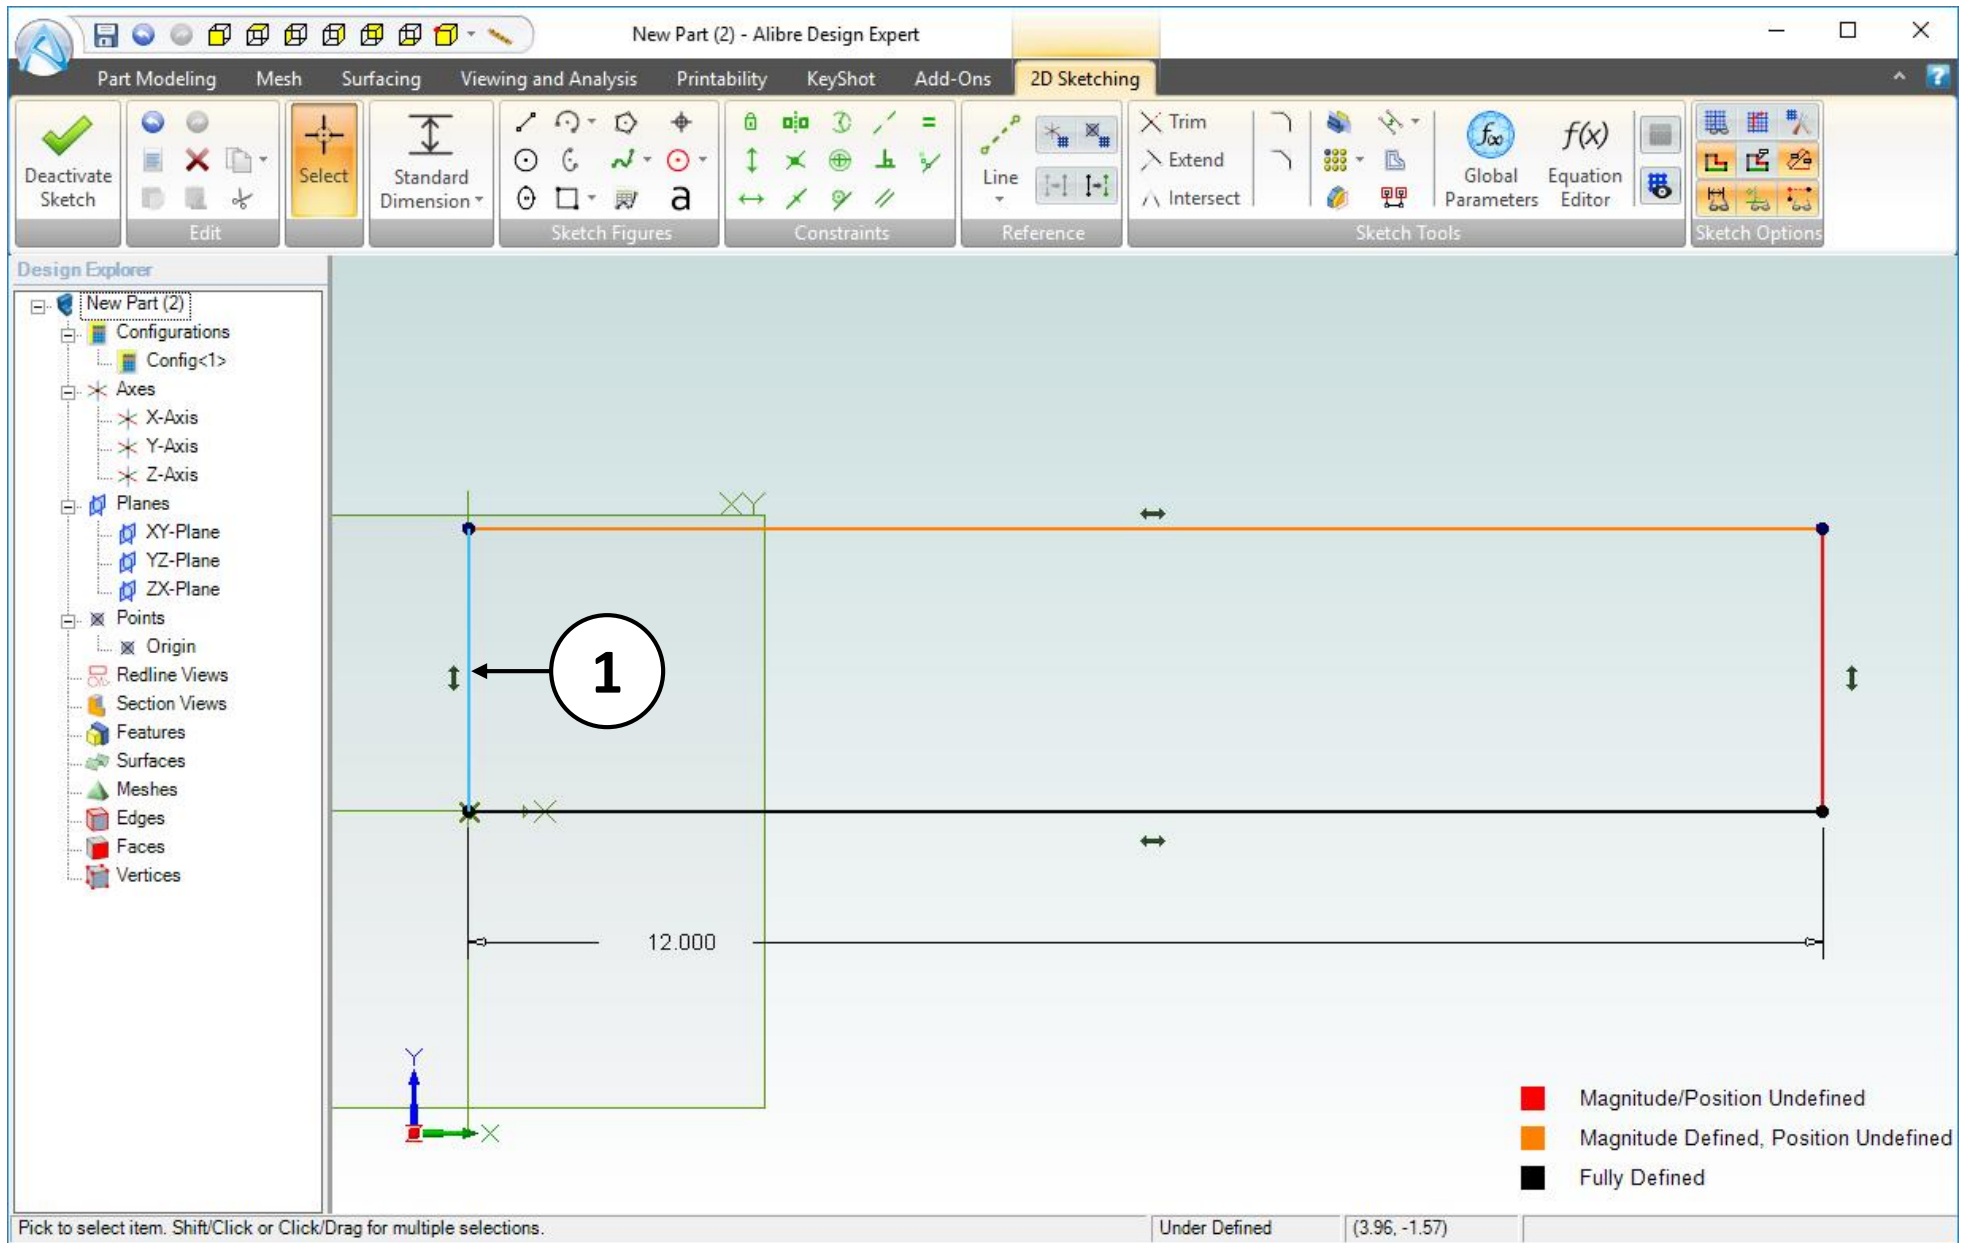 New Part (2) - Alibre Design Expert
Part Modeling Mesh Surfacing Viewing and Analysis Printability KeyShot Add-Ons 2D Sketching
Deactivate Sketch
Edit
Select
Standard Dimension
a
Sketch Figures
Constraints
Line
Reference
Trim
Extend
Intersect
f∞
Global Parameters
f(x)
Equation Editor
Sketch Tools
Sketch Options
Design Explorer
New Part (2)
Configurations
Config<1>
Axes
X-Axis
Y-Axis
Z-Axis
Planes
XY-Plane
YZ-Plane
ZX-Plane
Points
Origin
Redline Views
Section Views
Features
Surfaces
Meshes
Edges
Faces
Vertices
XY
1
X
12.000
Y
X
Magnitude/Position Undefined
Magnitude Defined, Position Undefined
Fully Defined
Pick to select item. Shift/Click or Click/Drag for multiple selections.
Under Defined
(3.96, -1.57)